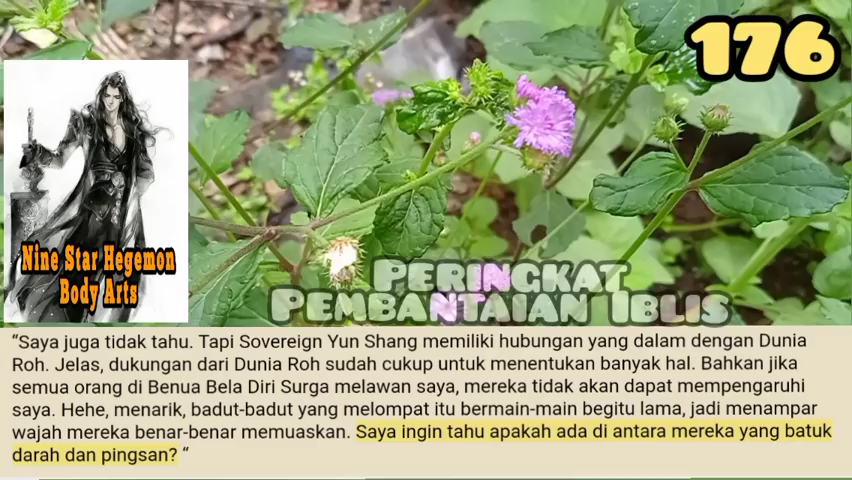 176
Nine Star Hegemon
Body Arts
Peringkat
Pembantaian Iblis
“Saya juga tidak tahu. Tapi Sovereign Yun Shang memiliki hubungan yang dalam dengan Dunia
Roh. Jelas, dukungan dari Dunia Roh sudah cukup untuk menentukan banyak hal. Bahkan jika
semua orang di Benua Bela Diri Surga melawan saya, mereka tidak akan dapat mempengaruhi
saya. Hehe, menarik, badut-badut yang melompat itu bermain-main begitu lama, jadi menampar
wajah mereka benar-benar memuaskan. Saya ingin tahu apakah ada di antara mereka yang batuk
darah dan pingsan? “